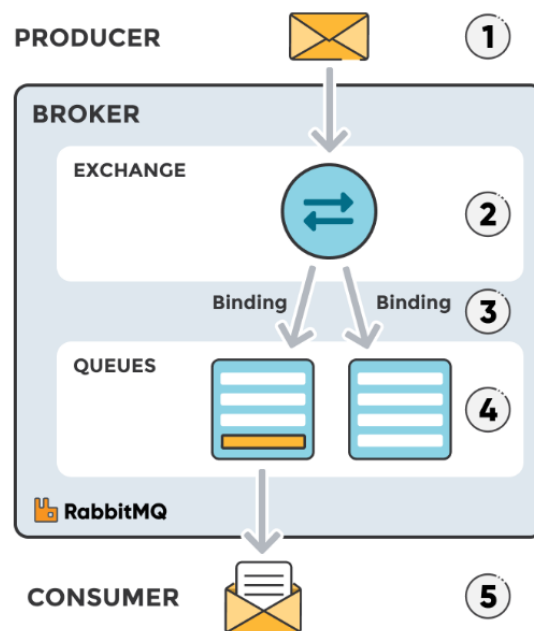 PRODUCER 1
BROKER
EXCHANGE
2
Binding Binding 3
QUEUES
4
RabbitMQ
CONSUMER 5